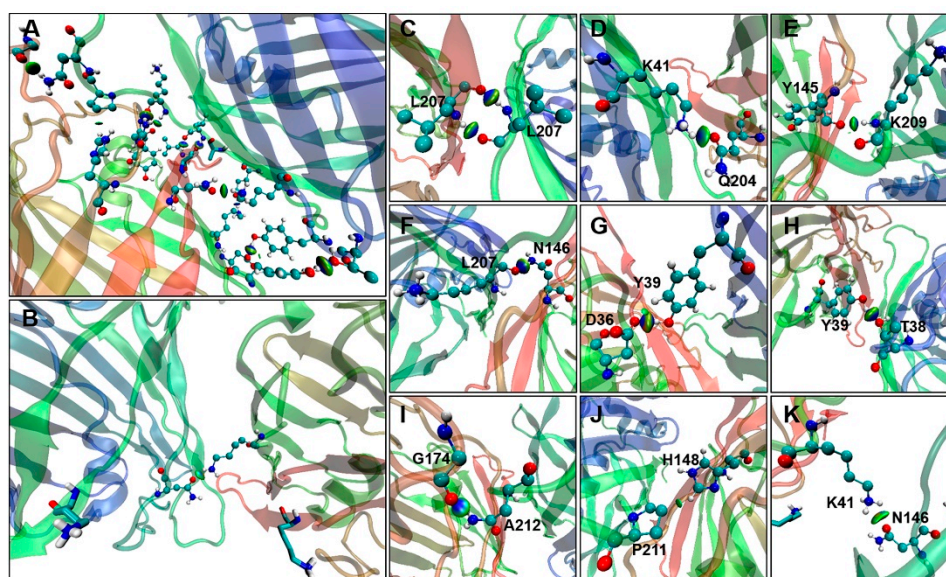 A
B
C
L207
L207
D
K41
Q204
E
Y145
K209
F
L207
N146
G
Y39
D36
H
Y39
T38
I
G174
A212
J
H148
P211
K
K41
N146